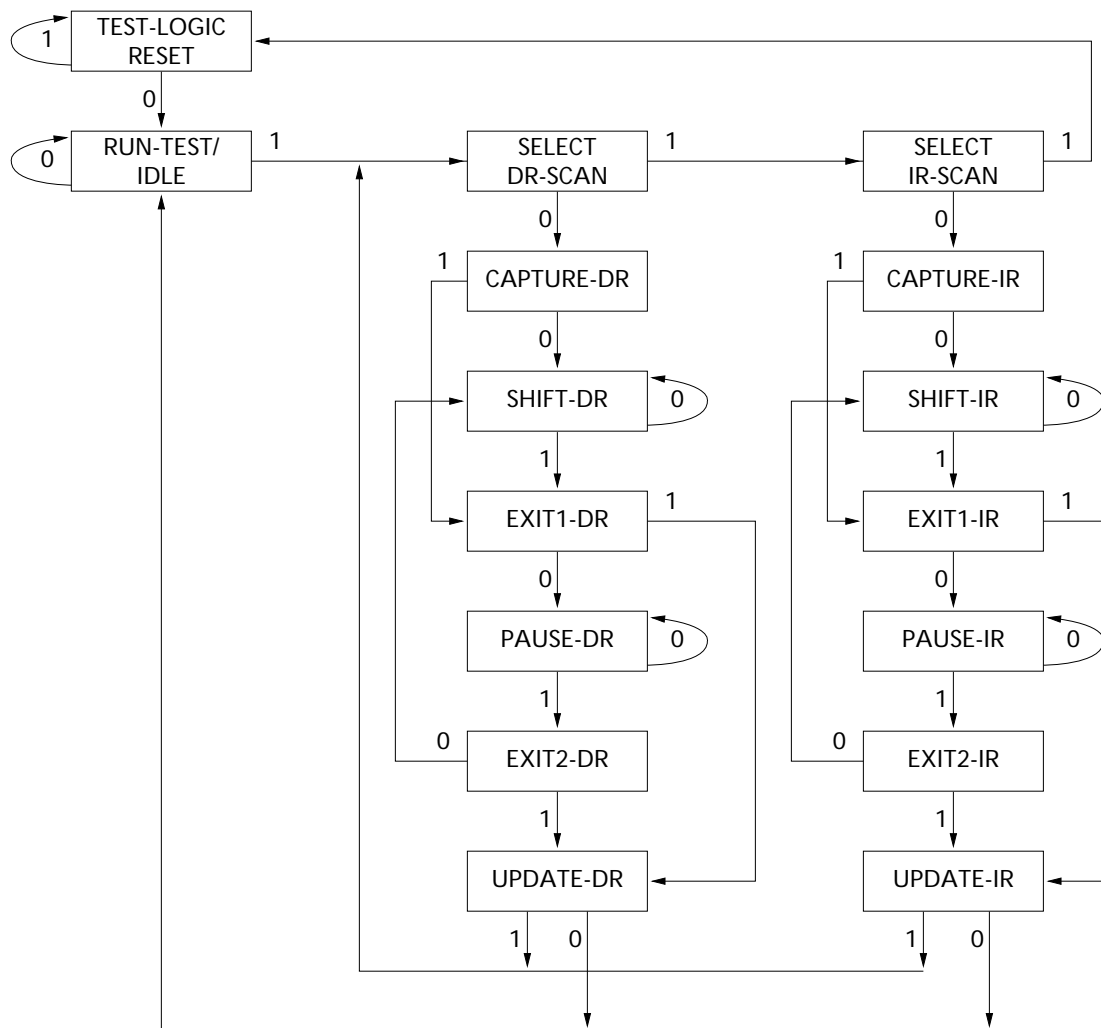 TEST-LOGIC
RESET
1
0
RUN-TEST/
IDLE
0
1
SELECT
DR-SCAN
1
SELECT
IR-SCAN
1
0
0
1
CAPTURE-DR
1
CAPTURE-IR
0
0
SHIFT-DR
0
SHIFT-IR
0
1
1
EXIT1-DR
1
EXIT1-IR
1
0
0
PAUSE-DR
0
PAUSE-IR
0
1
1
0
EXIT2-DR
0
EXIT2-IR
1
1
UPDATE-DR
UPDATE-IR
1
0
1
0